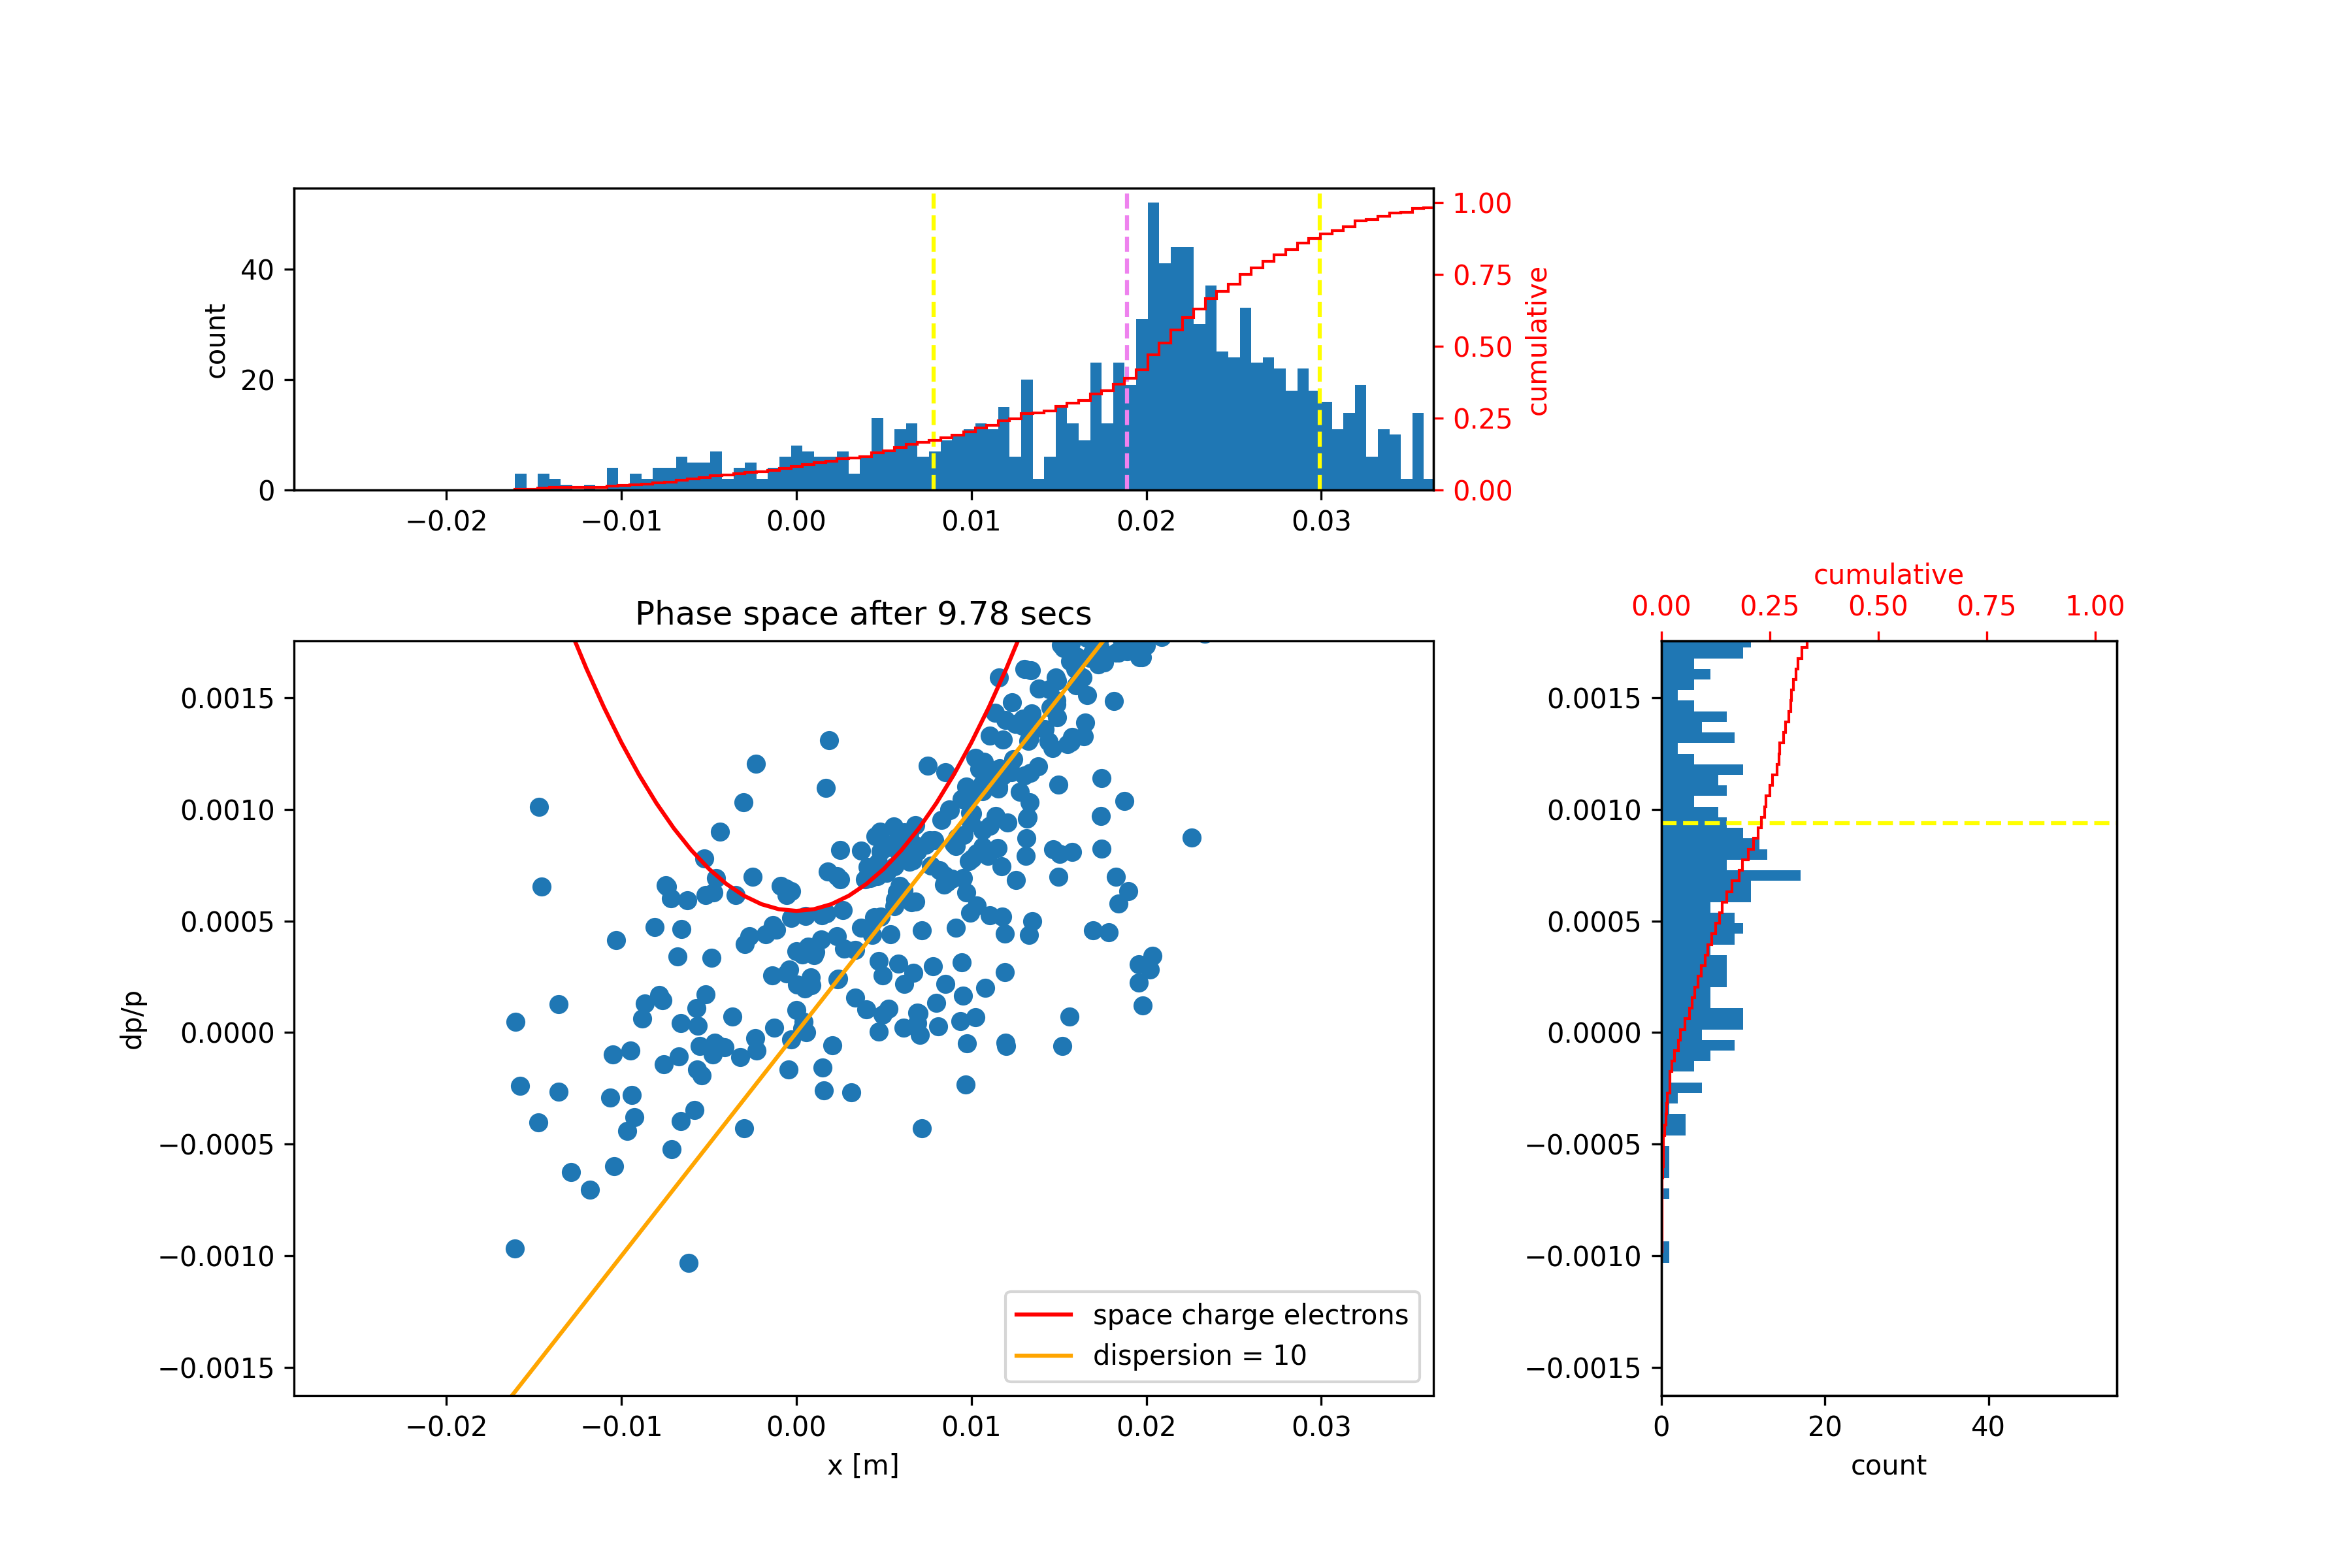 40
20
0
count
1.00
0.75
0.50
0.25
0.00
cumulative
−0.02 −0.01 0.00 0.01 0.02 0.03
Phase space after 9.78 secs
0.0015
0.0010
0.0005
0.0000
−0.0005
−0.0010
−0.0015
dp/p
space charge electrons
dispersion = 10
−0.02 −0.01 0.00 0.01 0.02 0.03
x [m]
cumulative
0.00 0.25 0.50 0.75 1.00
0.0015
0.0010
0.0005
0.0000
−0.0005
−0.0010
−0.0015
0 20 40
count